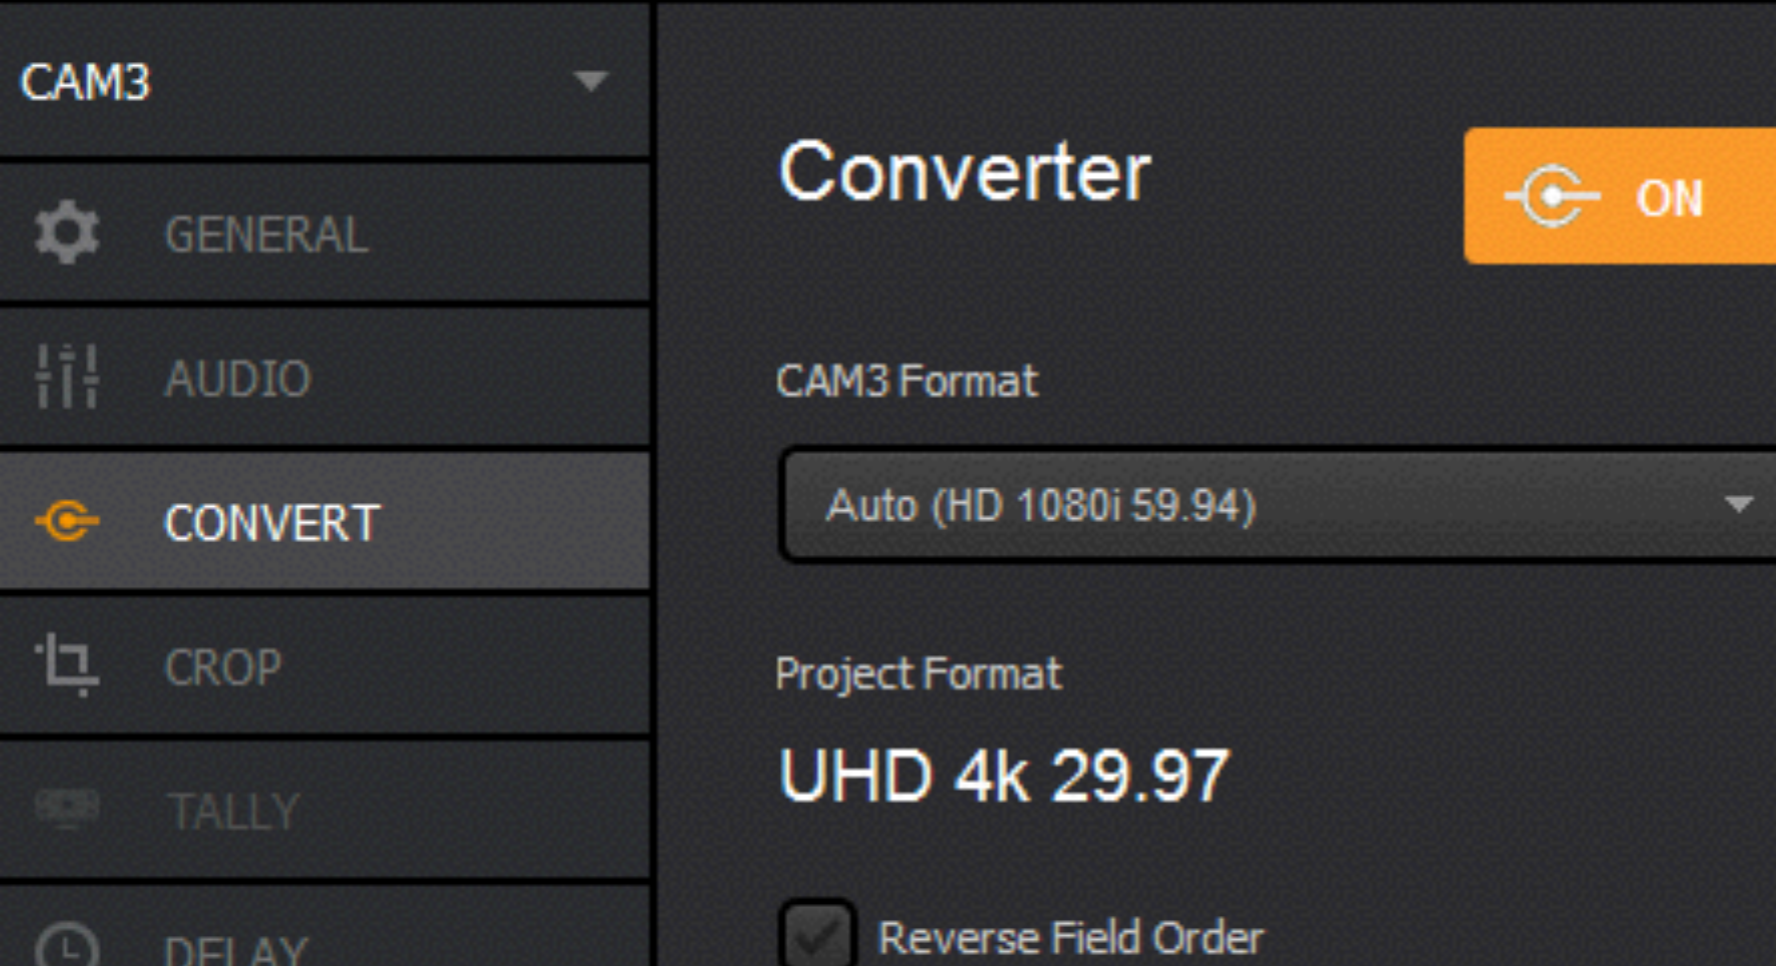 CAM3
GENERAL
AUDIO
CONVERT
CROP
TALLY
DELAY
Converter
ON
CAM3 Format
Auto (HD 1080i 59.94)
Project Format
UHD 4k 29.97
Reverse Field Order